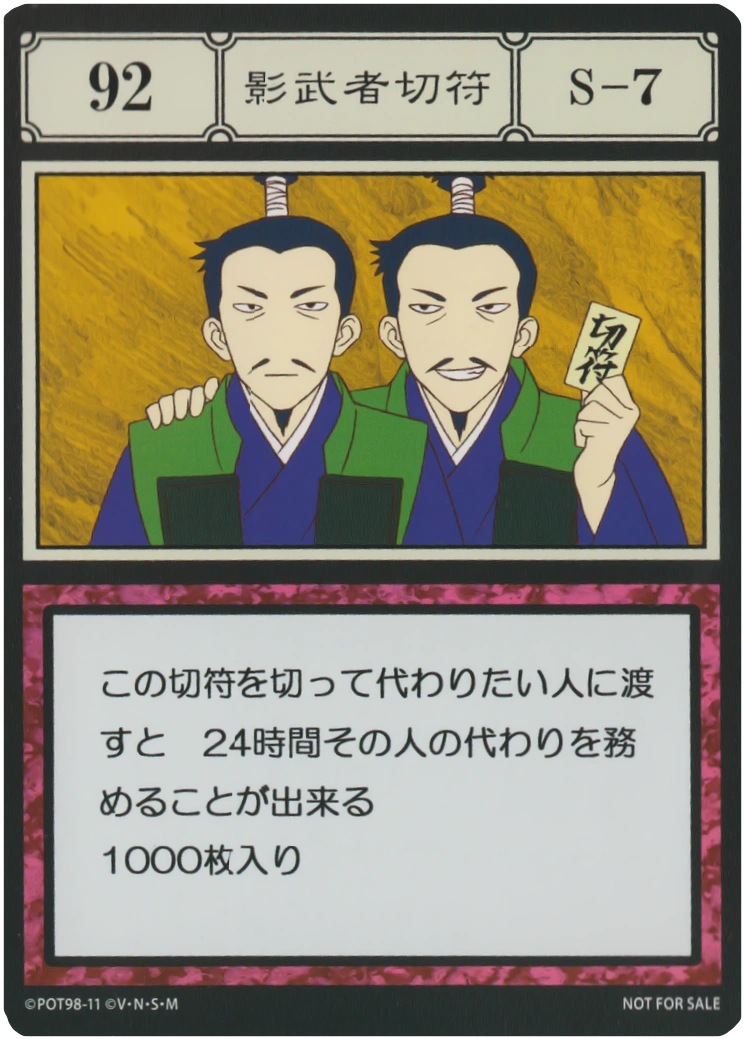 92
影武者切符
S-7
切符
この切符を切って代わりたい人に渡
すと　24時間その人の代わりを務
めることが出来る
1000枚入り
©POT98-11 ©V・N・S・M
NOT FOR SALE